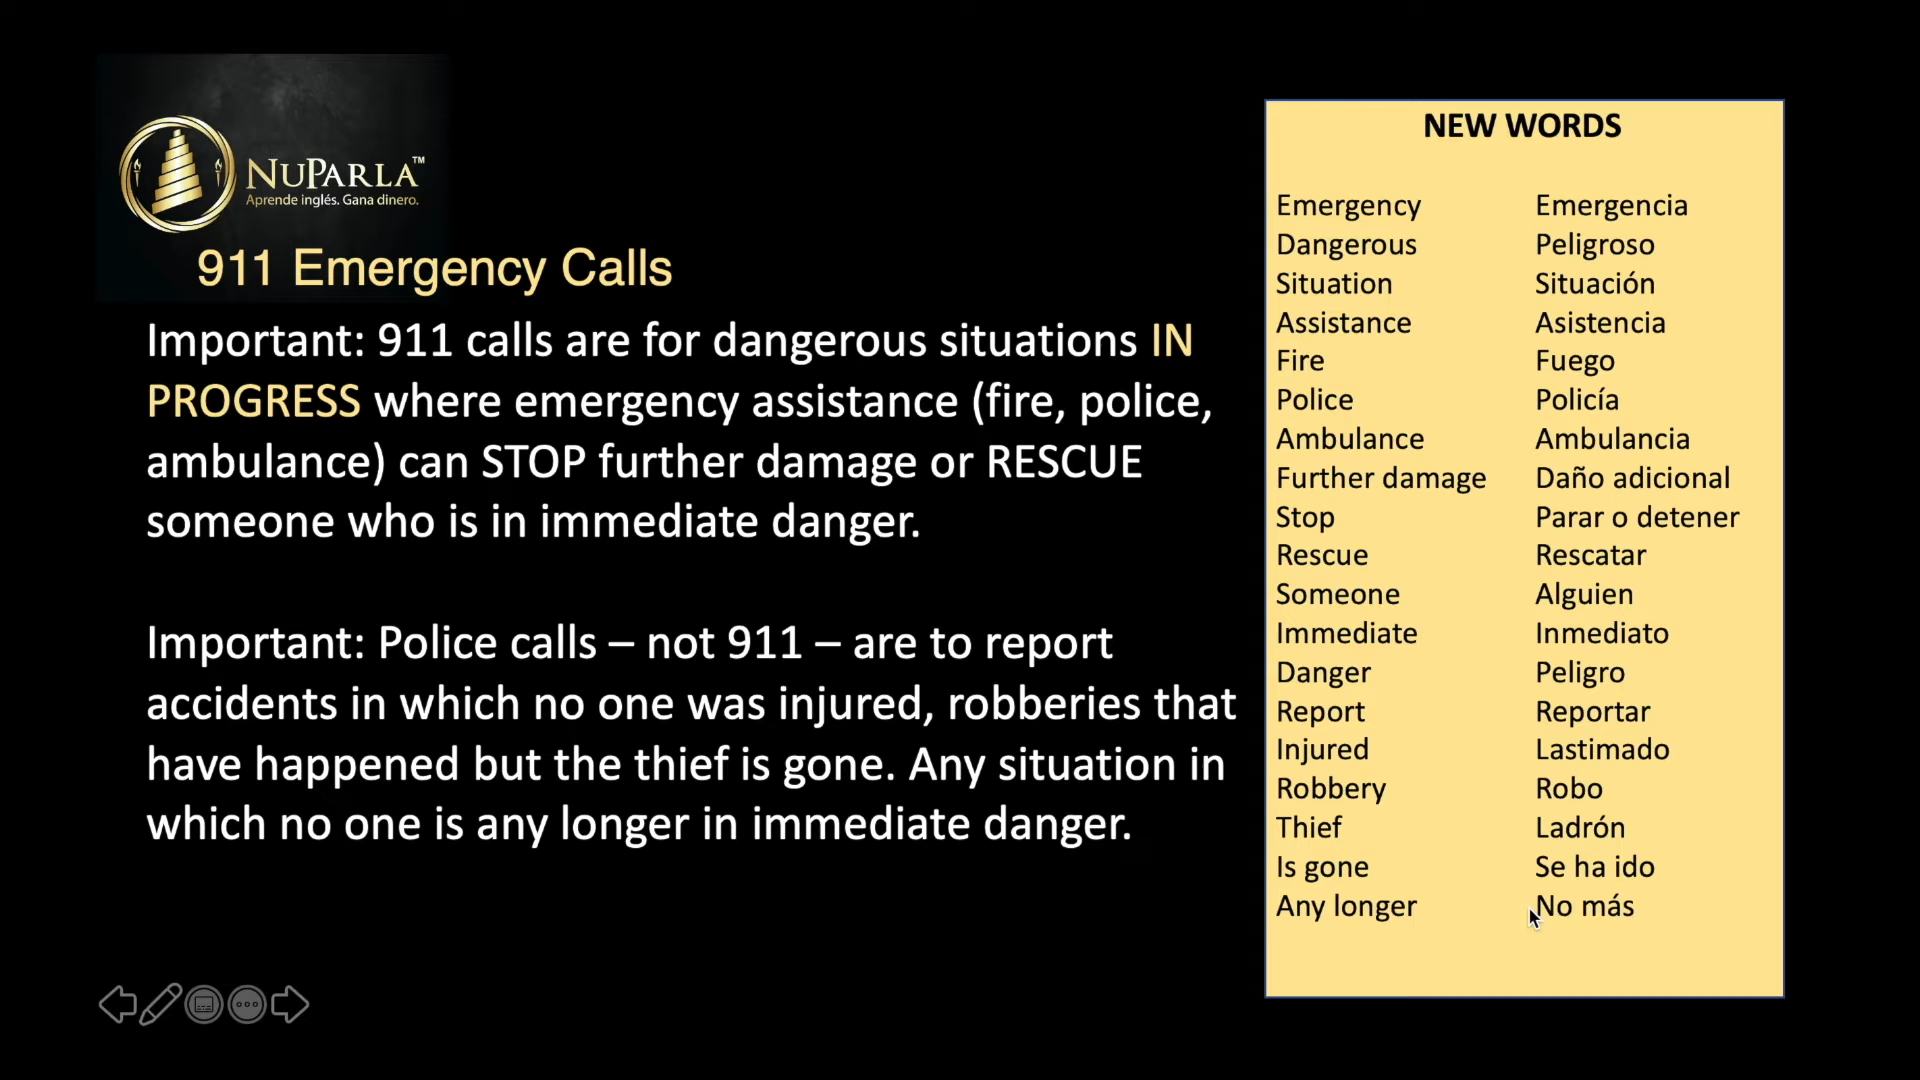 NUPARLA™
Aprende inglés. Gana dinero.
911 Emergency Calls
Important: 911 calls are for dangerous situations IN
PROGRESS where emergency assistance (fire, police,
ambulance) can STOP further damage or RESCUE
someone who is in immediate danger.
Important: Police calls – not 911 – are to report
accidents in which no one was injured, robberies that
have happened but the thief is gone. Any situation in
which no one is any longer in immediate danger.
NEW WORDS
Emergency Emergencia
Dangerous Peligroso
Situation Situación
Assistance Asistencia
Fire Fuego
Police Policía
Ambulance Ambulancia
Further damage Daño adicional
Stop Parar o detener
Rescue Rescatar
Someone Alguien
Immediate Inmediato
Danger Peligro
Report Reportar
Injured Lastimado
Robbery Robo
Thief Ladrón
Is gone Se ha ido
Any longer No más